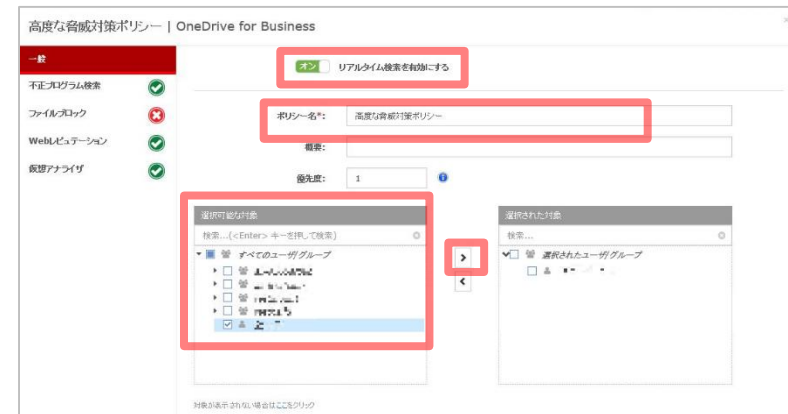 高度な脅威対策ポリシー | OneDrive for Business
一般
オン リアルタイム検索を有効にする
不正プログラム検索
ファイルブロック
ポリシー名*: 高度な脅威対策ポリシー
Webレピュテーション
概要:
仮想アナライザ
優先度: 1
選択可能な対象
選択された対象
検索...(<Enter> キーを押して検索)
検索...
すべてのユーザ/グループ
選択されたユーザ/グループ
対象が表示されない場合はここをクリック